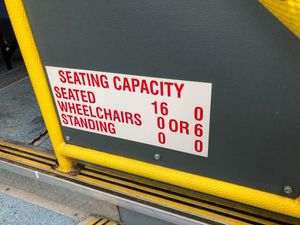 SEATING CAPACITY
SEATED 16 0
WHEELCHAIRS 0 OR 6
STANDING 0 0